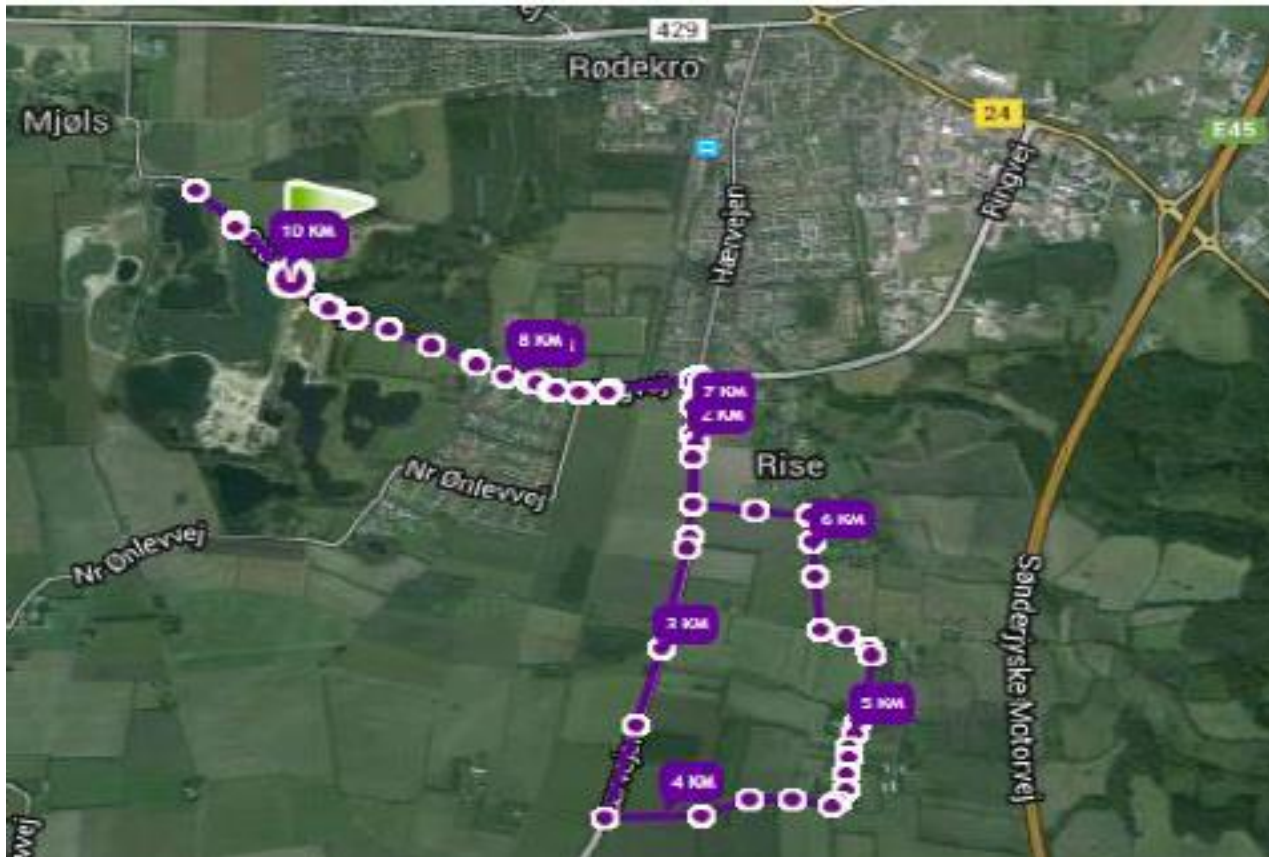 429
Rødekro
24
E45
Mjøls
Ringvej
Hærvejen
10 KM
8 KM
7 KM
2 KM
Rise
Nr Ønlevvej
6 KM
Nr Ønlevvej
3 KM
Sønderjyske Motorvej
5 KM
4 KM